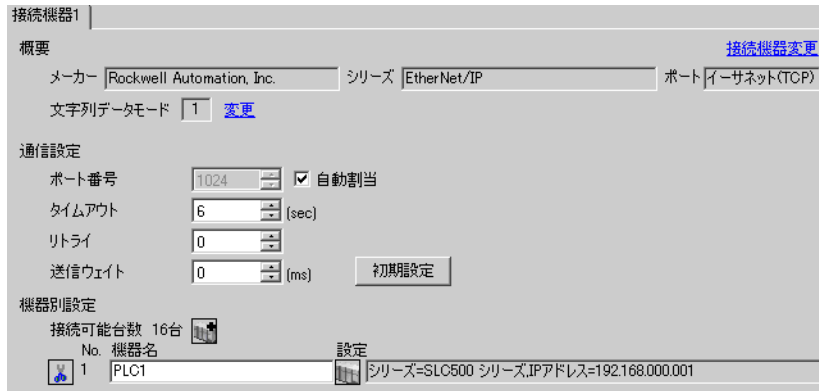 接続機器1
概要 接続機器変更
メーカー Rockwell Automation, Inc. シリーズ EtherNet/IP ポート イーサネット(TCP)
文字列データモード 1 変更
通信設定
ポート番号 1024 自動割当
タイムアウト 6 (sec)
リトライ 0
送信ウェイト 0 (ms) 初期設定
機器別設定
接続可能台数 16台
No. 機器名 設定
1 PLC1 シリーズ=SLC500 シリーズ,IPアドレス=192.168.000.001